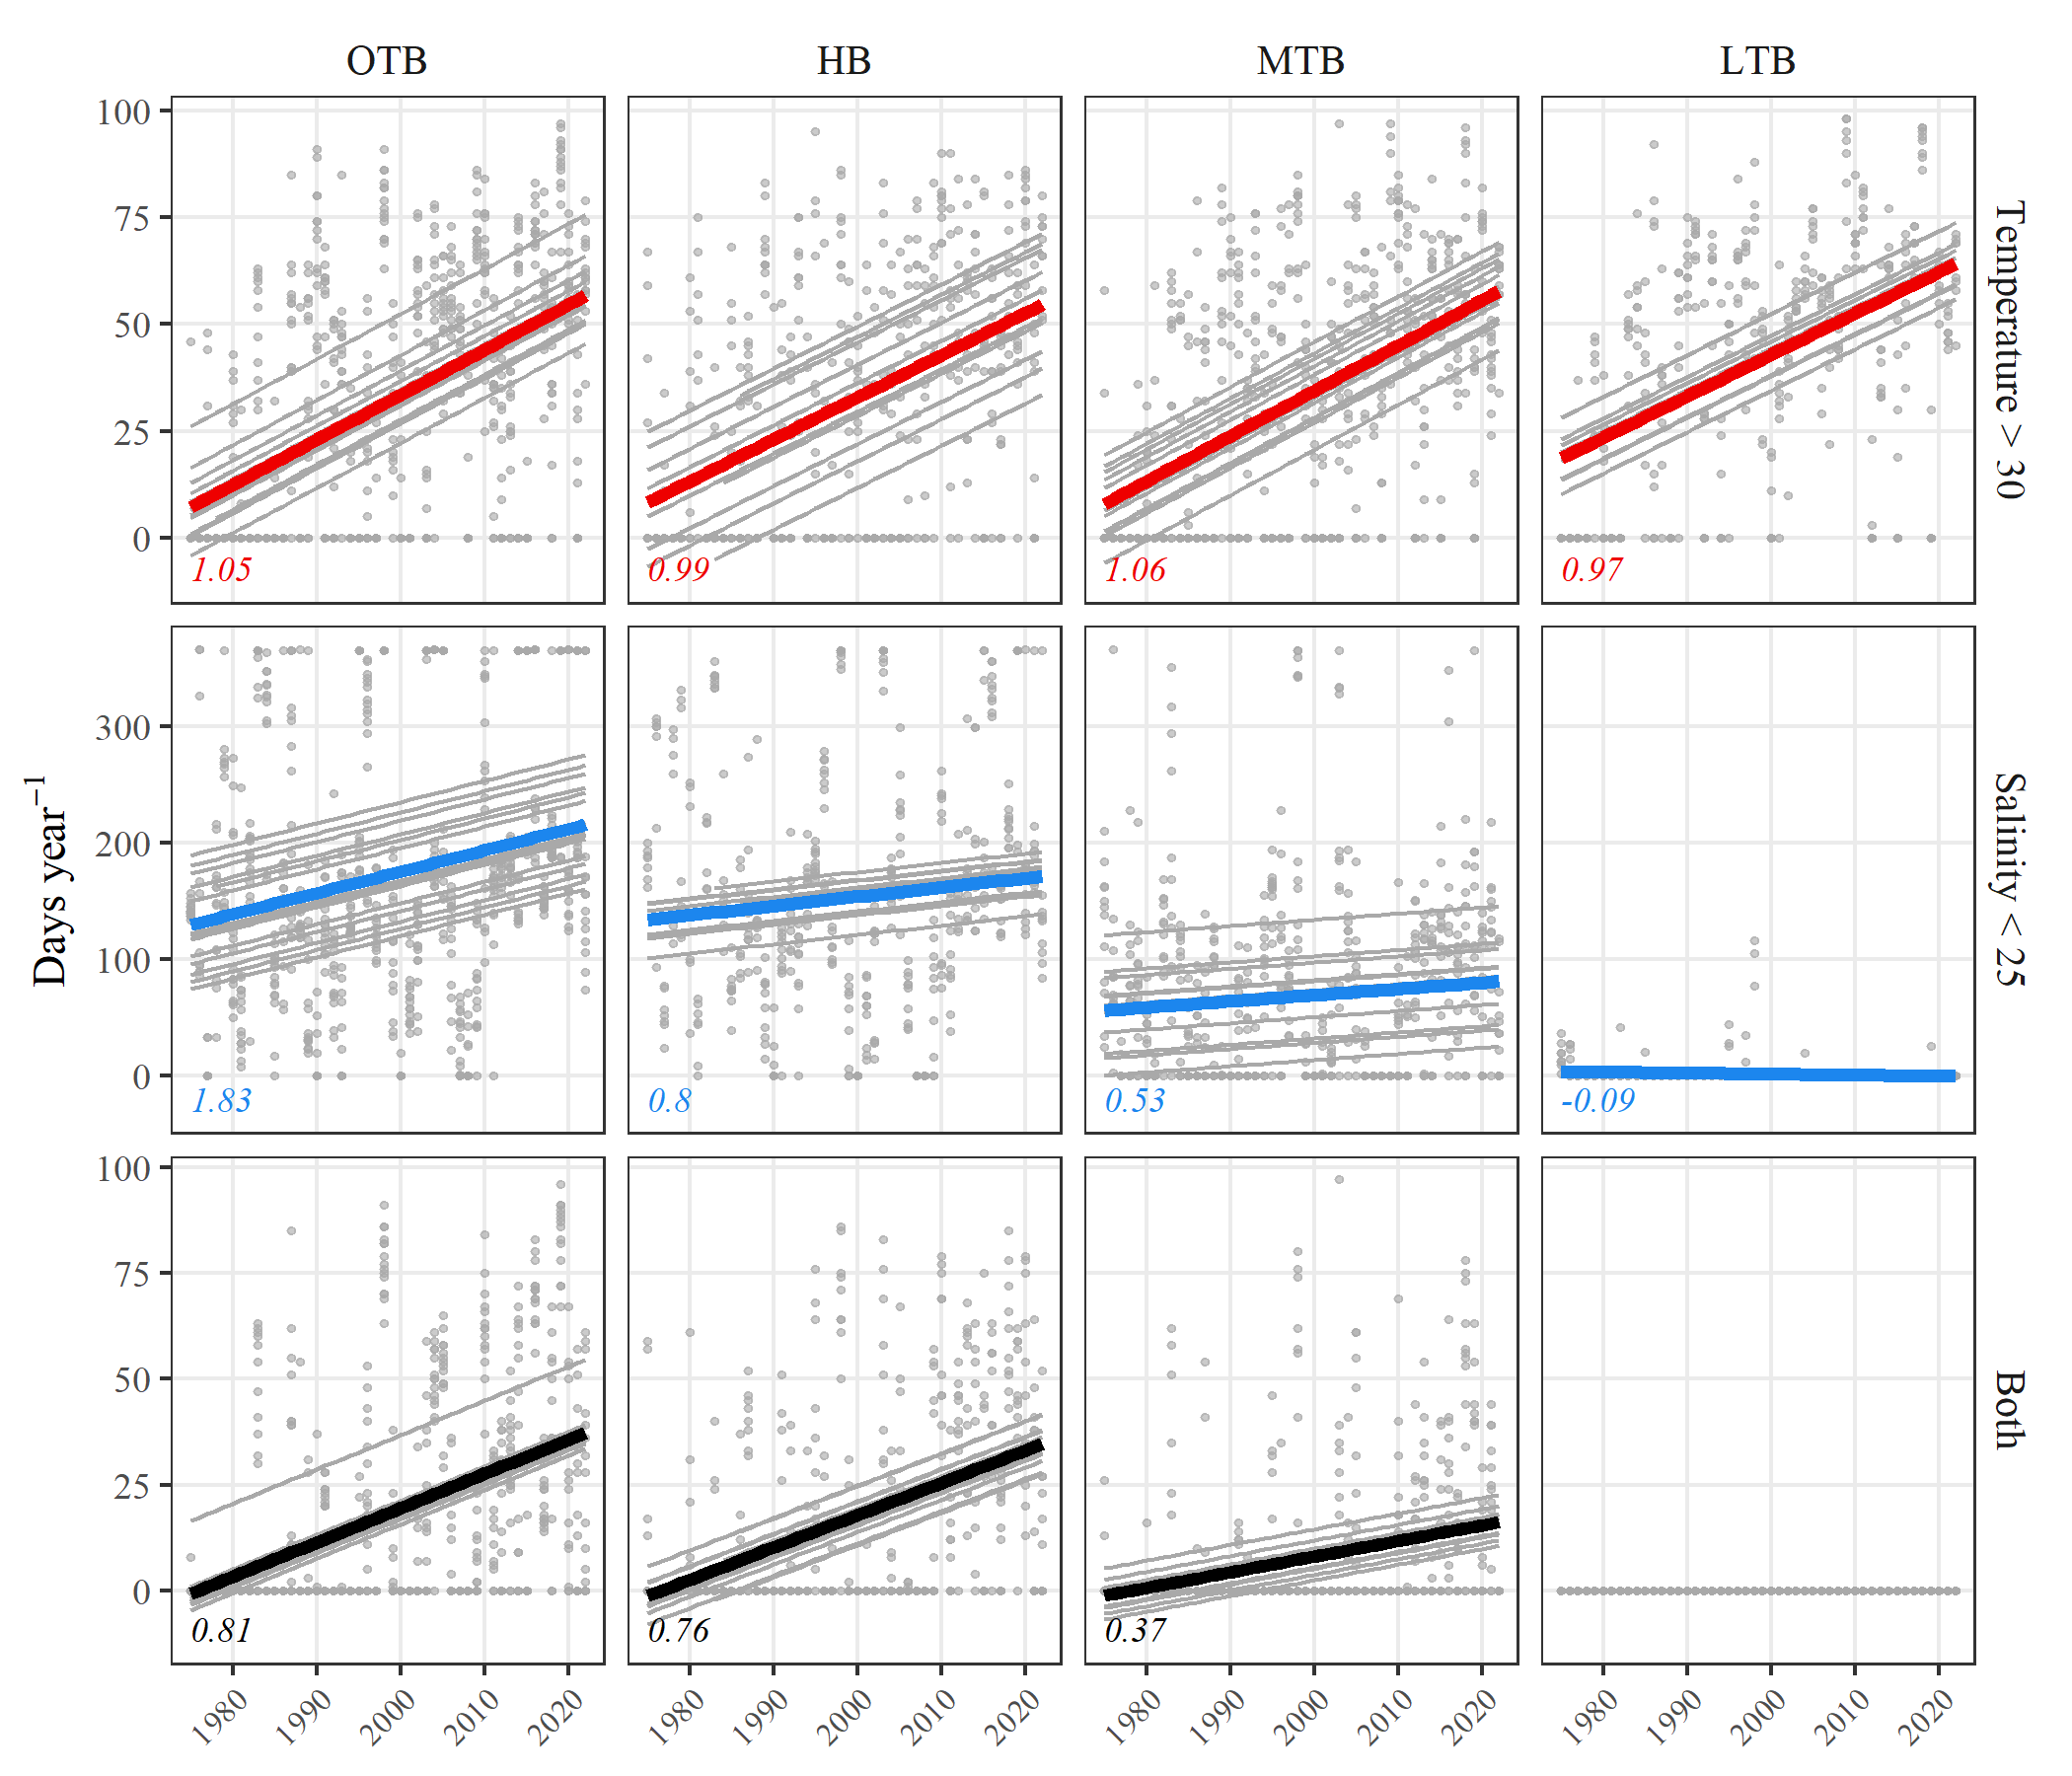 OTB HB MTB LTB
100
75
50
25
0
1.05 0.99 1.06 0.97
Temperature > 30
300
200
100
0
1.83 0.8 0.53 -0.09
Salinity < 25
Days year⁻¹
100
75
50
25
0
0.81 0.76 0.37
Both
1980 1990 2000 2010 2020 1980 1990 2000 2010 2020 1980 1990 2000 2010 2020 1980 1990 2000 2010 2020